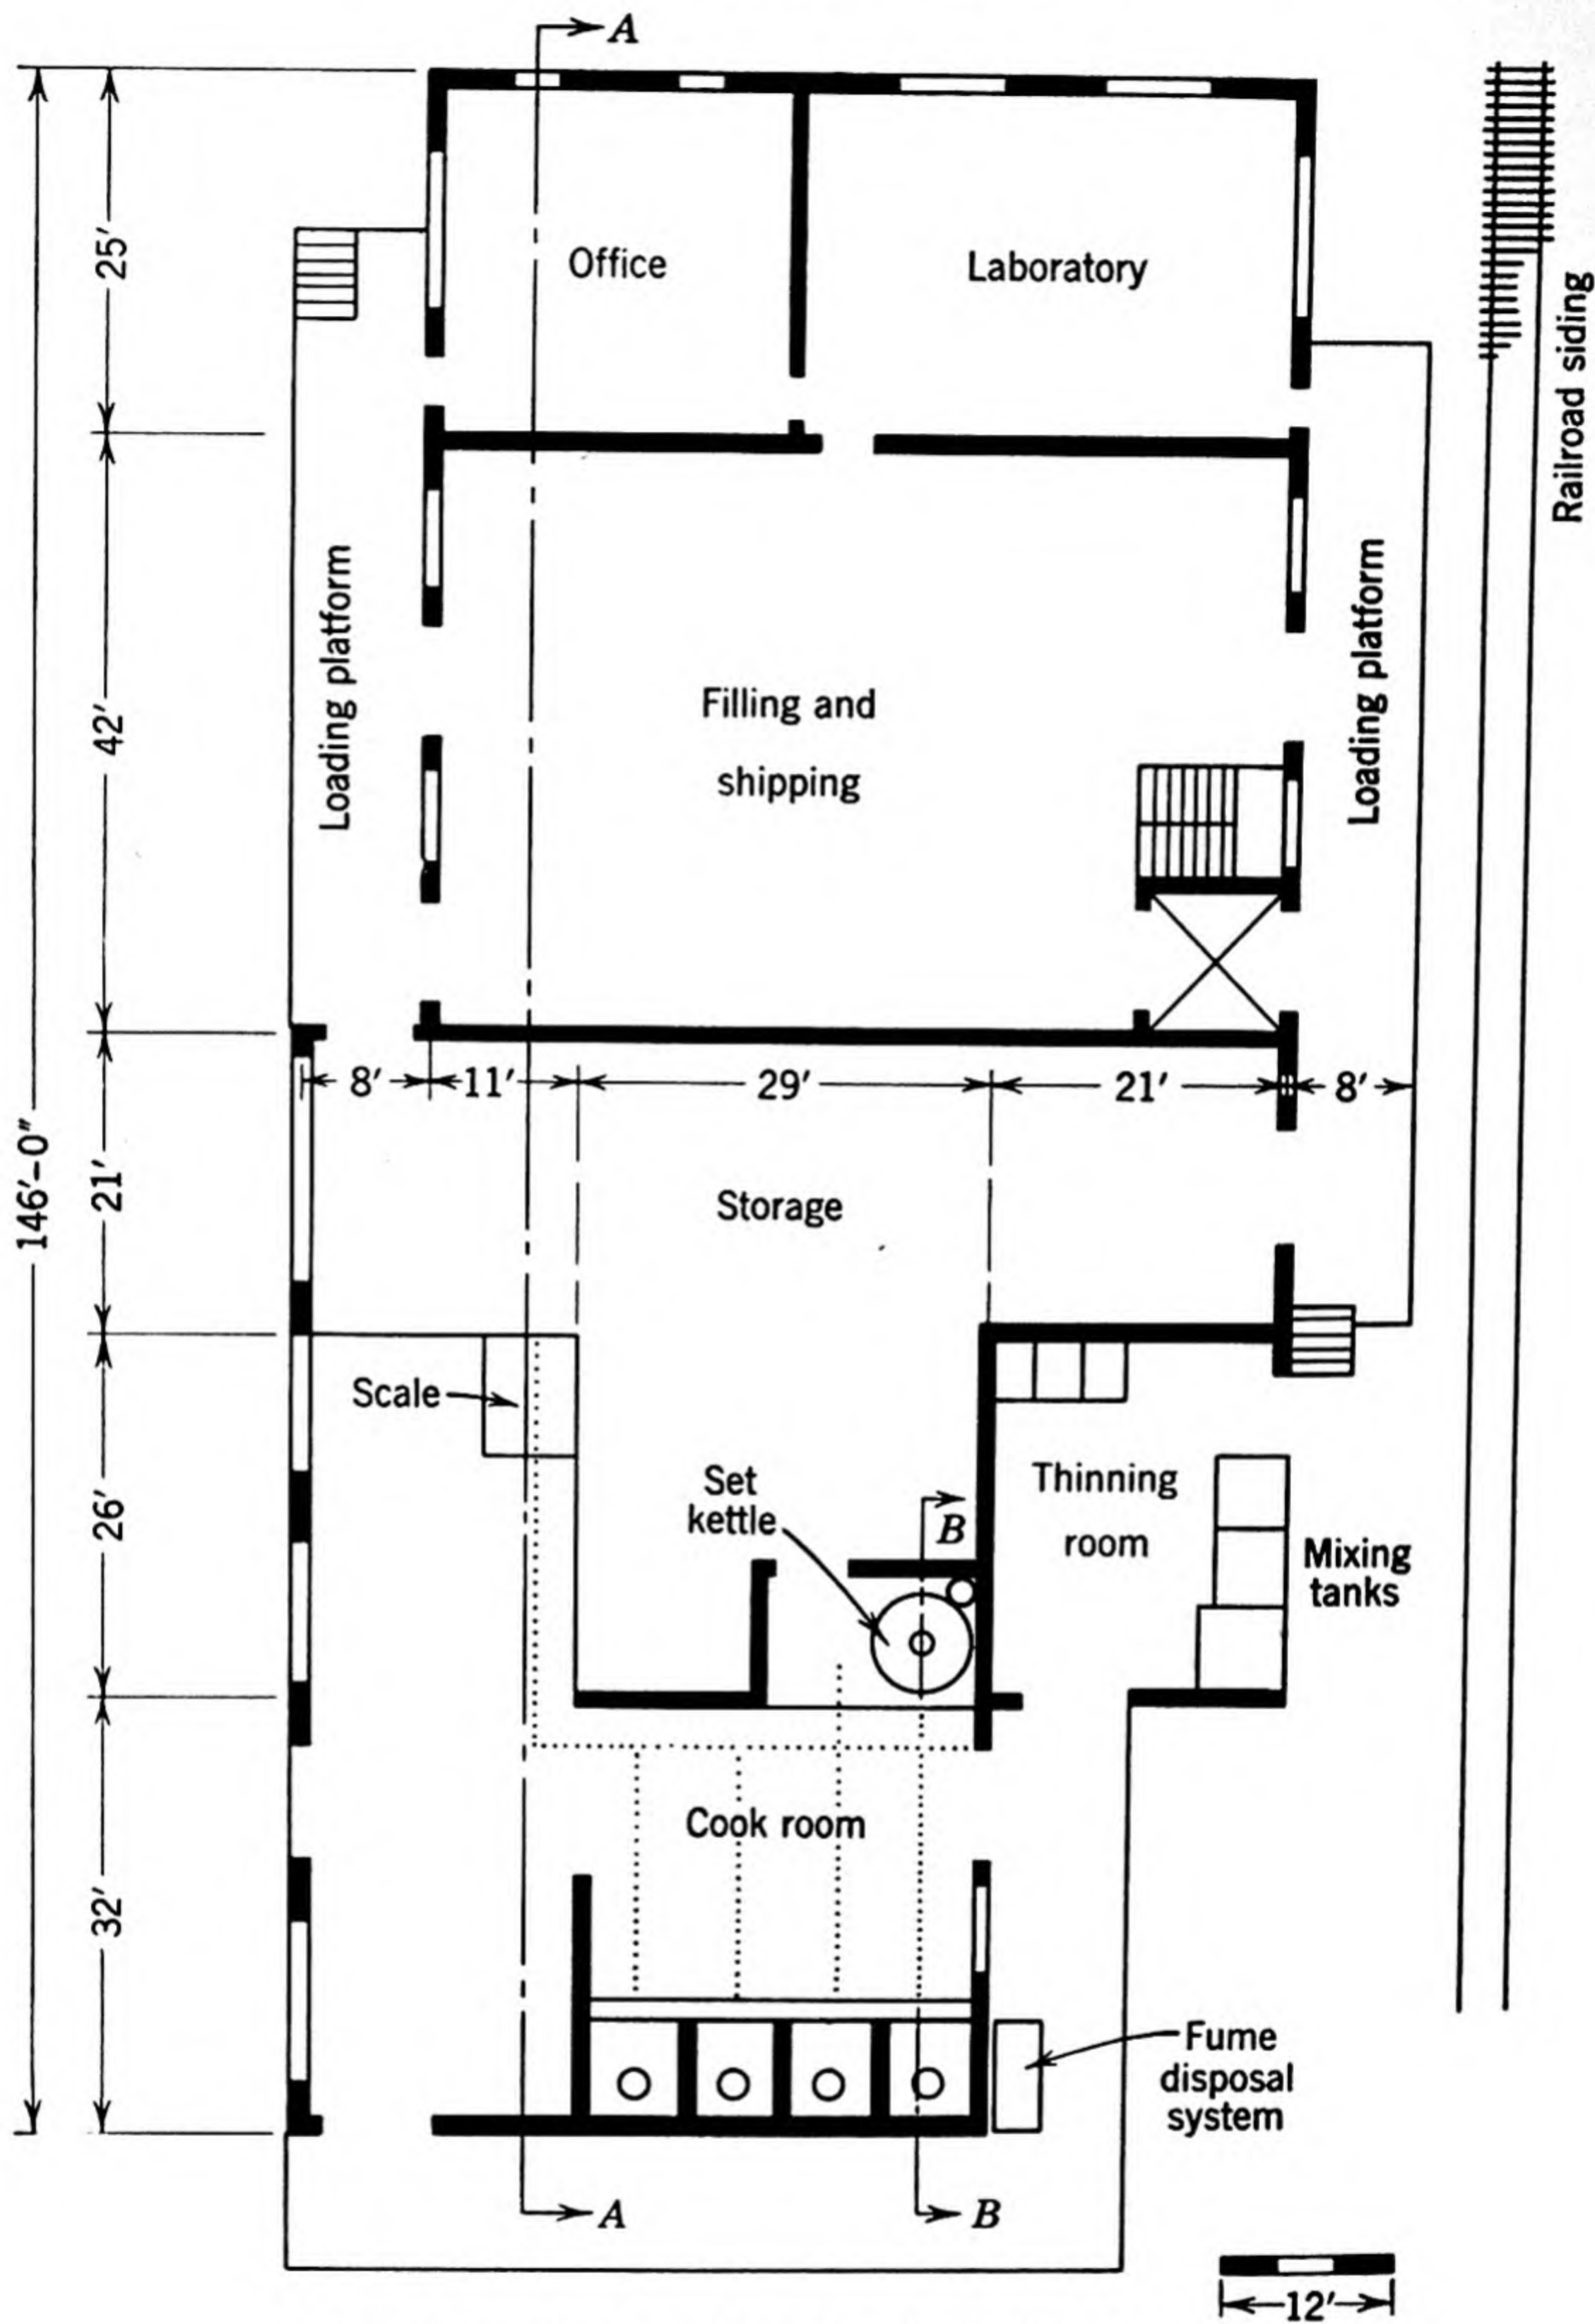 A
25'
Office
Laboratory
Railroad siding
42'
Loading platform
Filling and
shipping
Loading platform
8'
11'
29'
21'
8'
146'-0"
21'
Storage
Scale
26'
Set
kettle
B
Thinning
room
Mixing
tanks
32'
Cook room
Fume
disposal
system
A
B
12'